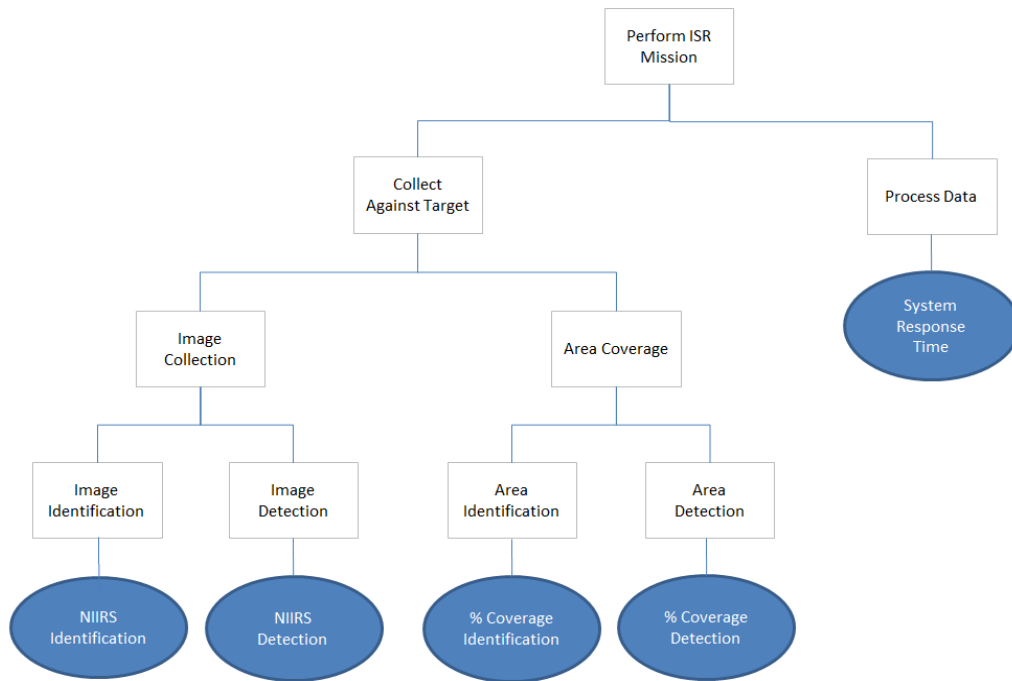 Perform ISR
Mission
Collect
Against Target
Process Data
System
Response
Time
Image
Collection
Area Coverage
Image
Identification
Image
Detection
Area
Identification
Area
Detection
NIIRS
Identification
NIIRS
Detection
% Coverage
Identification
% Coverage
Detection